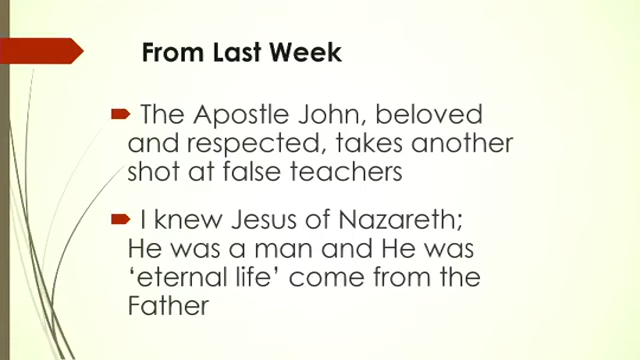 From Last Week
The Apostle John, beloved
and respected, takes another
shot at false teachers
I knew Jesus of Nazareth;
He was a man and He was
‘eternal life’ come from the
Father